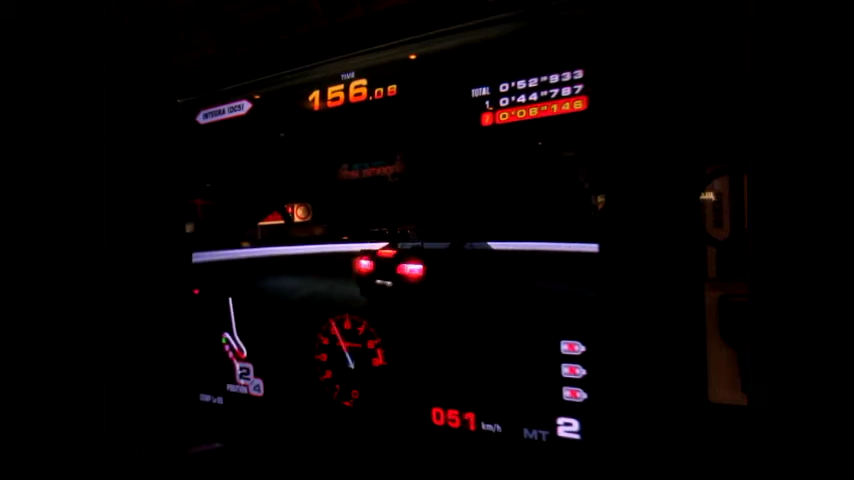 TIME
156.08
INTEGRA (DC5)
TOTAL 0'52"933
1. 0'44"787
0'08"146
2
POSITION 4
051 km/h
MT 2